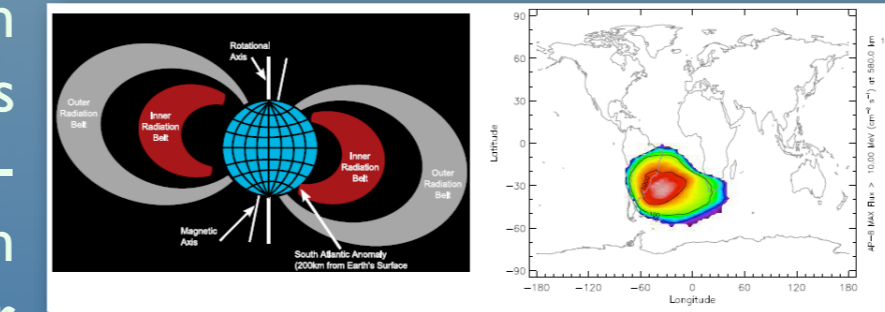 n
s
n
r
Rotational
Axis
Outer
Radiation
Belt
Inner
Radiation
Belt
Inner
Radiation
Belt
Outer
Radiation
Belt
Magnetic
Axis
South Atlantic Anomaly
(200km from Earth's Surface
90
60
30
0
-30
-60
-90
Latitude
-180 -120 -60 0 60 120 180
Longitude
AP-8 MAX Flux > 10.00 MeV (cm⁻² s⁻¹) at 580.0 km
1